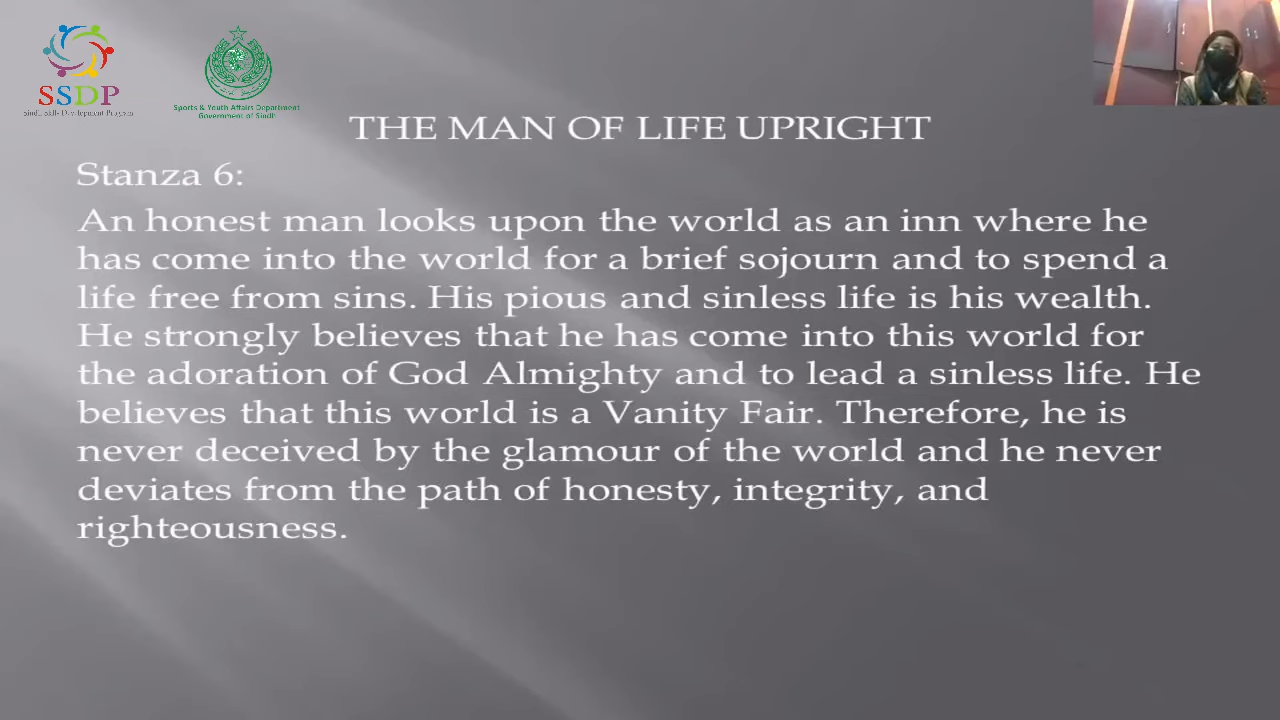 SSDP
Sindh Skills Development Program
Sports & Youth Affairs Department
Government of Sindh
THE MAN OF LIFE UPRIGHT
Stanza 6:
An honest man looks upon the world as an inn where he
has come into the world for a brief sojourn and to spend a
life free from sins. His pious and sinless life is his wealth.
He strongly believes that he has come into this world for
the adoration of God Almighty and to lead a sinless life. He
believes that this world is a Vanity Fair. Therefore, he is
never deceived by the glamour of the world and he never
deviates from the path of honesty, integrity, and
righteousness.